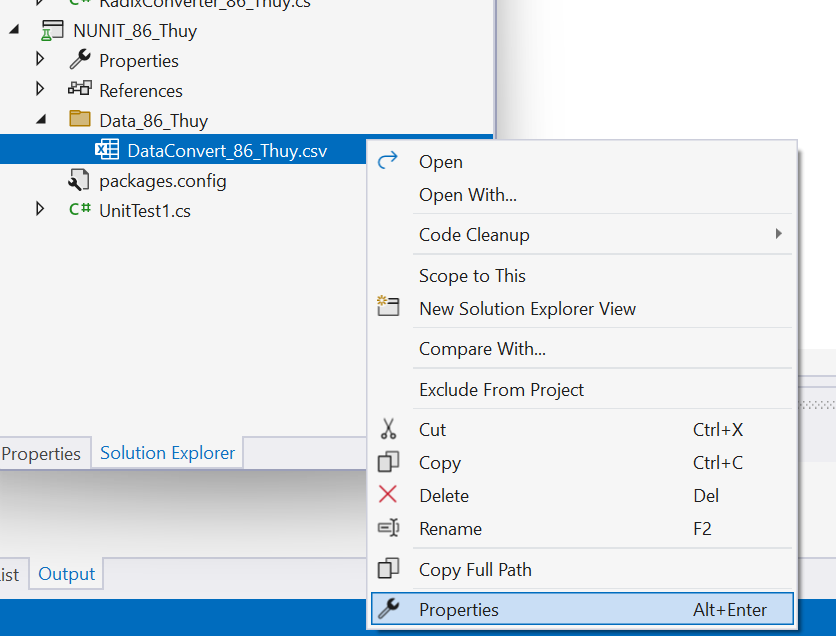 C# RadixConverter_86_Thuy.cs
NUNIT_86_Thuy
Properties
References
Data_86_Thuy
DataConvert_86_Thuy.csv
packages.config
C# UnitTest1.cs
Open
Open With...
Code Cleanup
Scope to This
New Solution Explorer View
Compare With...
Exclude From Project
Cut Ctrl+X
Copy Ctrl+C
Delete Del
Rename F2
Copy Full Path
Properties Alt+Enter
Properties Solution Explorer
ist Output